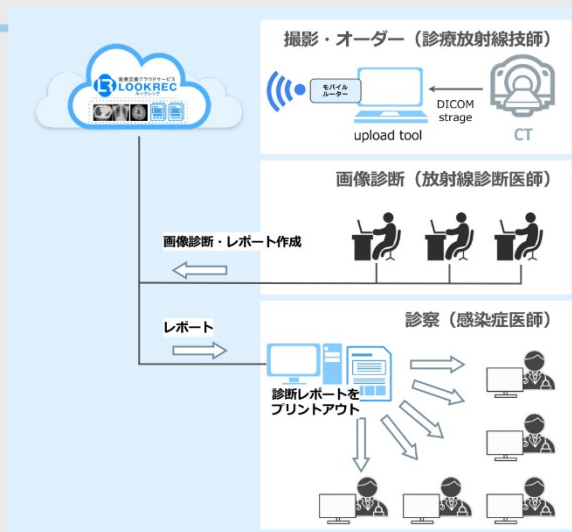 撮影・オーダー（診療放射線技師）
医療支援クラウドサービス
LOOKREC
ルックレック
モバイル
ルーター
upload tool
DICOM
strage
CT
画像診断（放射線診断医師）
画像診断・レポート作成
診察（感染症医師）
レポート
診断レポートを
プリントアウト